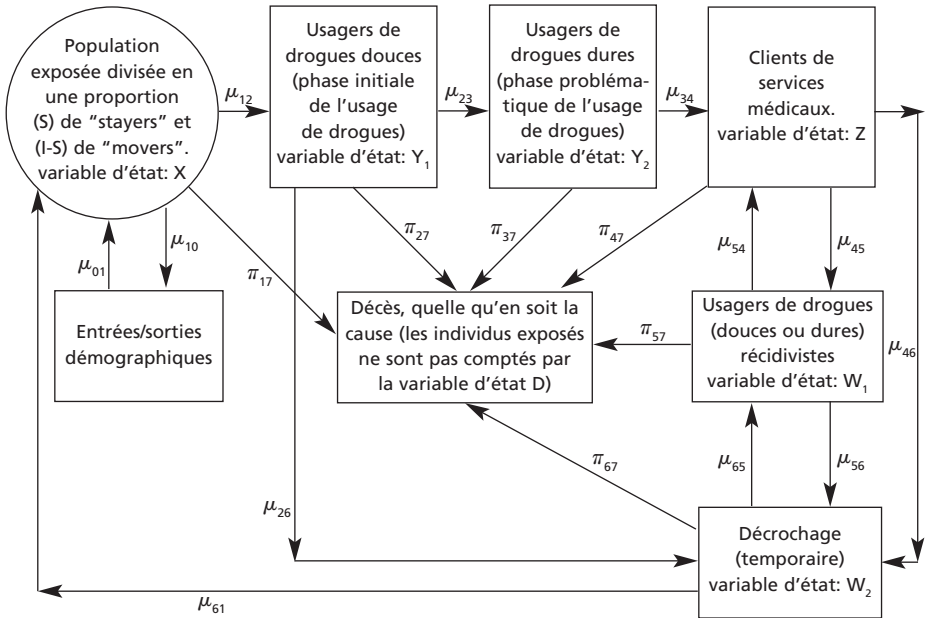 Population
exposée divisée en
une proportion
(S) de “stayers” et
(I-S) de “movers”.
variable d’état: X
μ12
Usagers de
drogues douces
(phase initiale
de l’usage
de drogues)
variable d’état: Y1
μ23
Usagers de
drogues dures
(phase probléma-
tique de l’usage
de drogues)
variable d’état: Y2
μ34
Clients de
services
médicaux.
variable d’état: Z
μ01
μ10
π17
π27
π37
π47
μ54
μ45
Entrées/sorties
démographiques
Décès, quelle qu’en soit la
cause (les individus exposés
ne sont pas comptés par
la variable d’état D)
π57
Usagers de drogues
(douces ou dures)
récidivistes
variable d’état: W1
μ46
μ26
π67
μ65
μ56
Décrochage
(temporaire)
variable d’état: W2
μ61